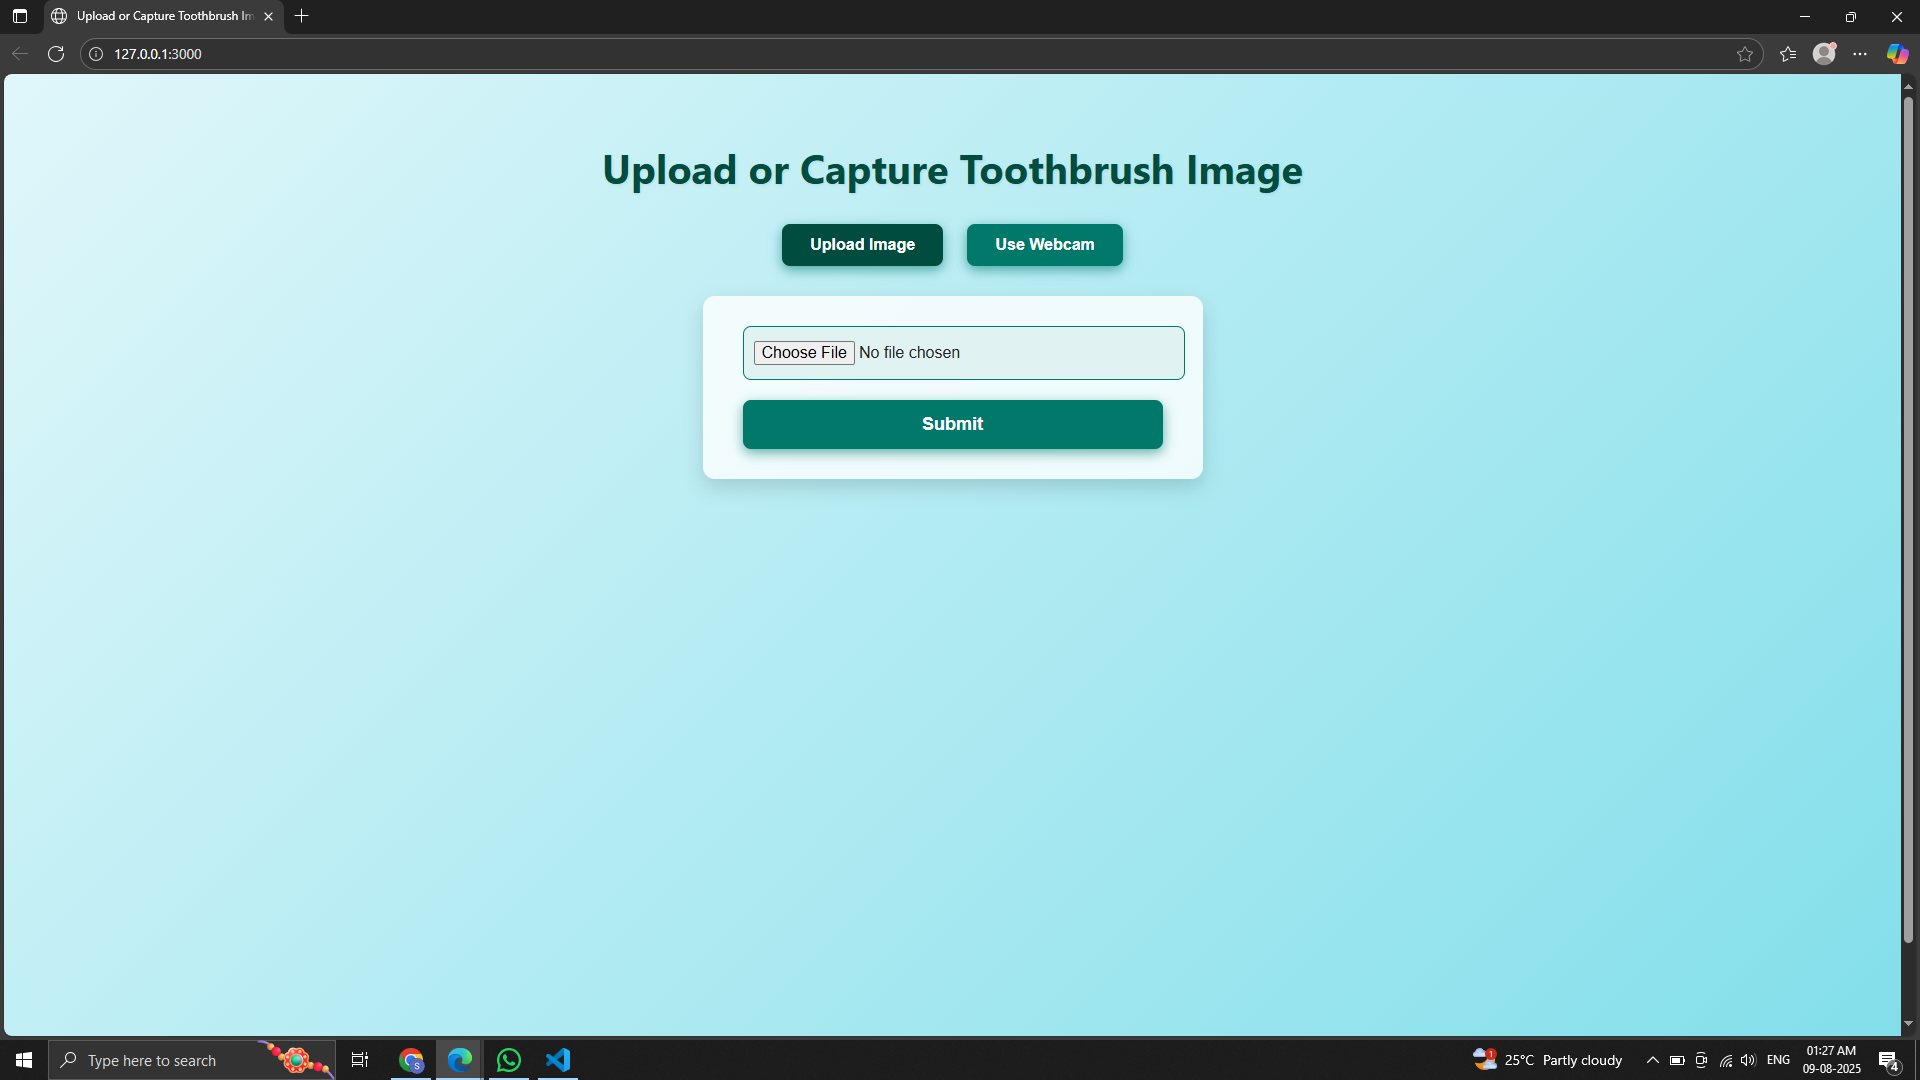 Upload or Capture Toothbrush Im
127.0.0.1:3000
Upload or Capture Toothbrush Image
Upload Image Use Webcam
Choose File No file chosen
Submit
Type here to search
S
1
25°C Partly cloudy
ENG
01:27 AM
09-08-2025
4